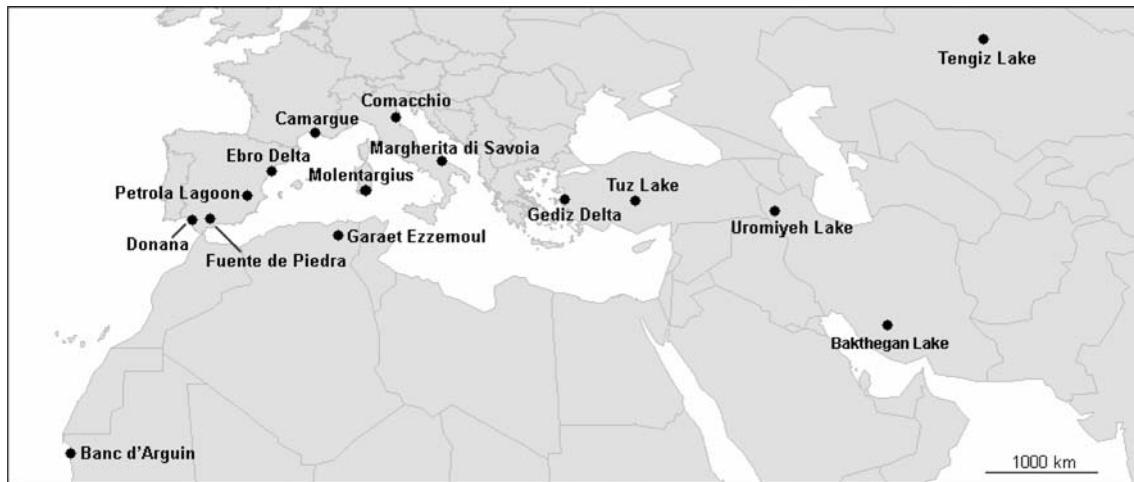 Tengiz Lake
Comacchio
Camargue
Margherita di Savoia
Ebro Delta
Molentargius
Petrola Lagoon
Tuz Lake
Gediz Delta
Uromiyeh Lake
Donana
Garaet Ezzemoul
Fuente de Piedra
Bakthegan Lake
Banc d'Arguin
1000 km